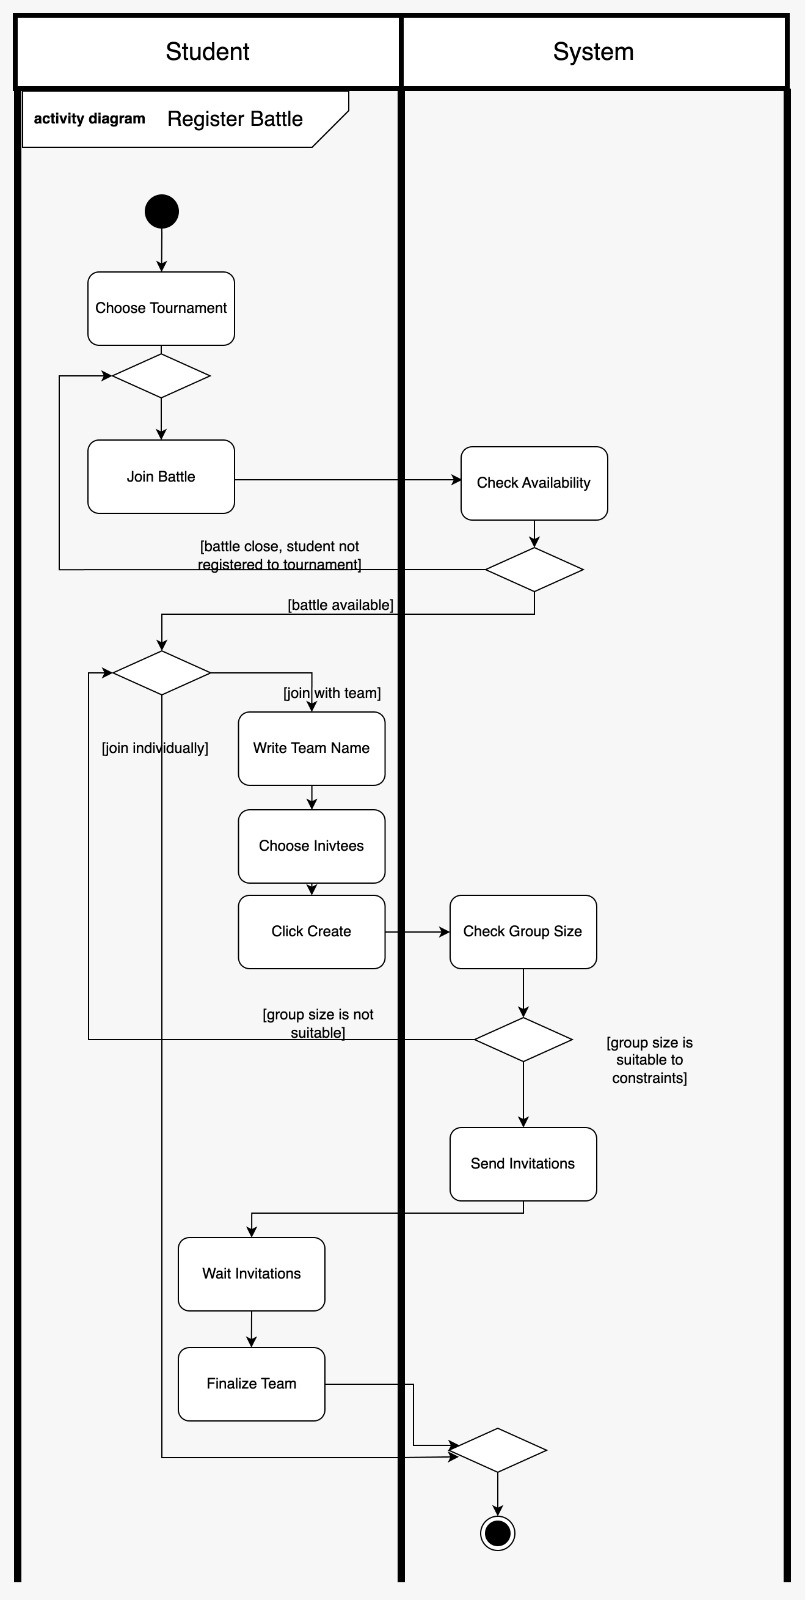 Student
System
activity diagram Register Battle
Choose Tournament
Join Battle
Check Availability
[battle close, student not
registered to tournament]
[battle available]
[join with team]
[join individually]
Write Team Name
Choose Inivtees
Click Create
Check Group Size
[group size is not
suitable]
[group size is
suitable to
constraints]
Send Invitations
Wait Invitations
Finalize Team